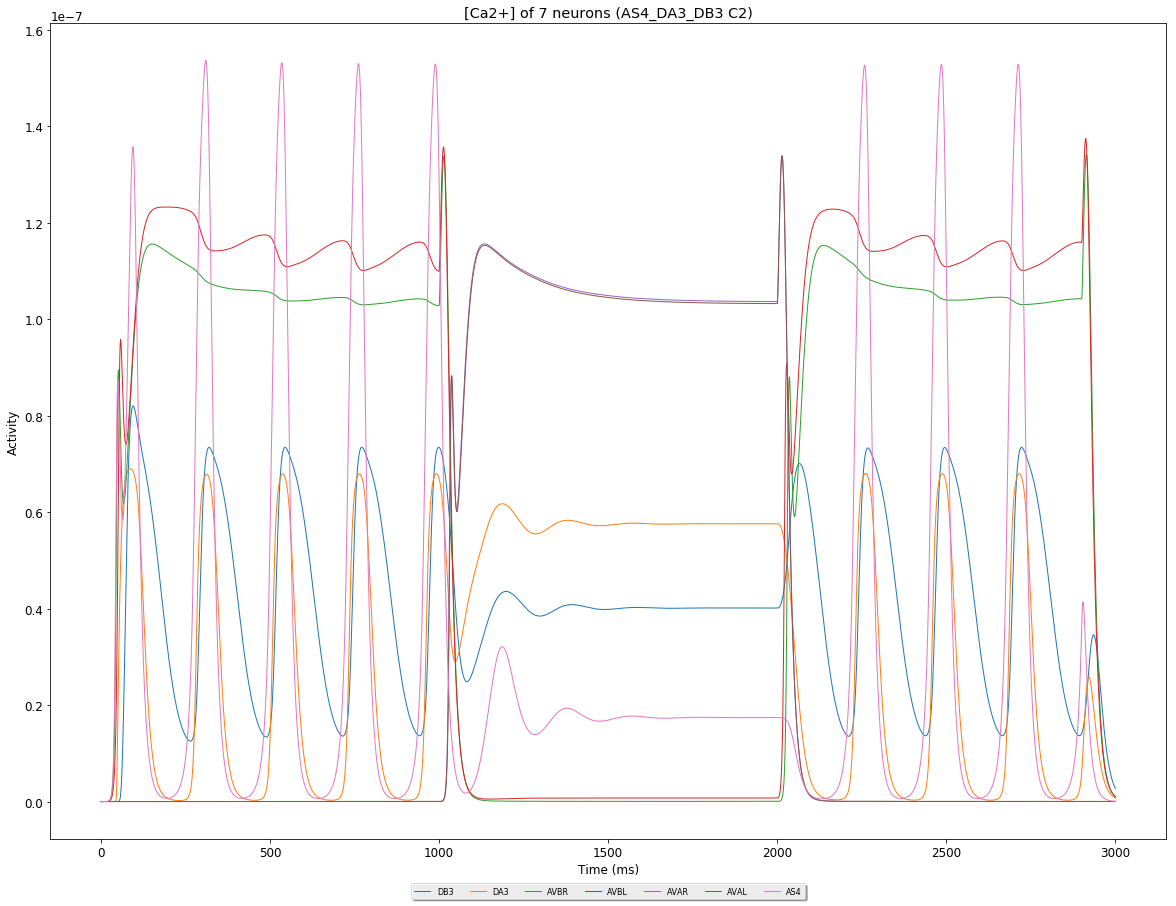 [Ca2+] of 7 neurons (AS4_DA3_DB3 C2)
1e−7
1.6
1.4
1.2
1.0
0.8
0.6
0.4
0.2
0.0
Activity
0 500 1000 1500 2000 2500 3000
Time (ms)
DB3 DA3 AVBR AVBL AVAR AVAL AS4